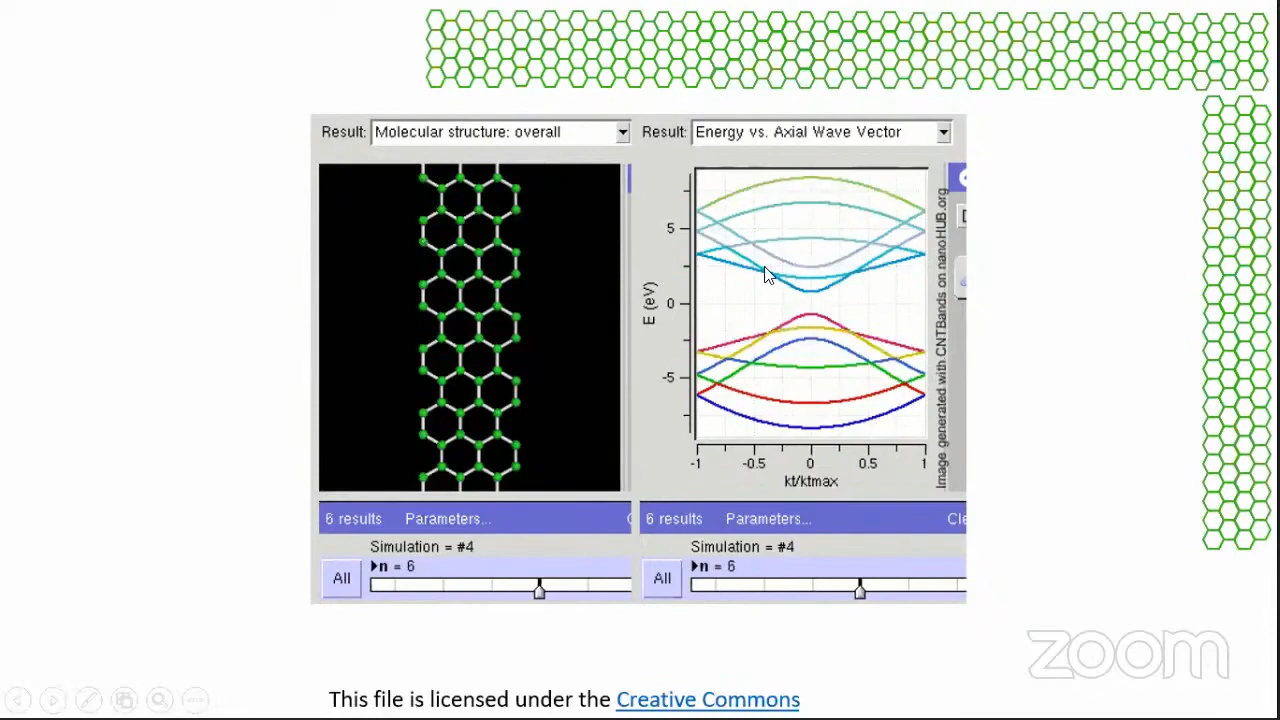 Result: Molecular structure: overall
Result: Energy vs. Axial Wave Vector
5
0
-5
E (eV)
-1 -0.5 0 0.5 1
kt/ktmax
Image generated with CNTBands on nanoHUB.org
6 results Parameters...
6 results Parameters... Cle
Simulation = #4
Simulation = #4
All n = 6
All n = 6
zoom
This file is licensed under the Creative Commons